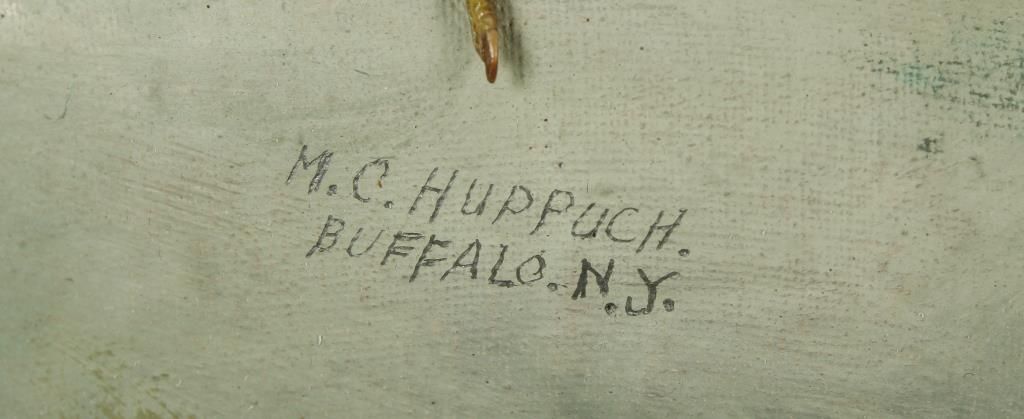 M.C. HUPPUCH.
BUFFALO. N.Y.